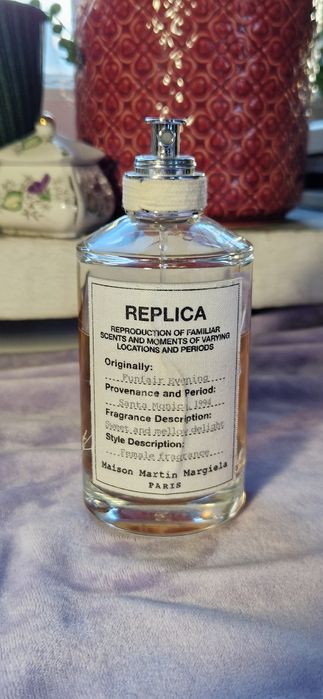 REPLICA
REPRODUCTION OF FAMILIAR
SCENTS AND MOMENTS OF VARYING
LOCATIONS AND PERIODS
Originally:
Funfair Evening
Provenance and Period:
Santa Monica, 1994
Fragrance Description:
Sweet and mellow delight
Style Description:
Female fragrance
Maison Martin Margiela
PARIS